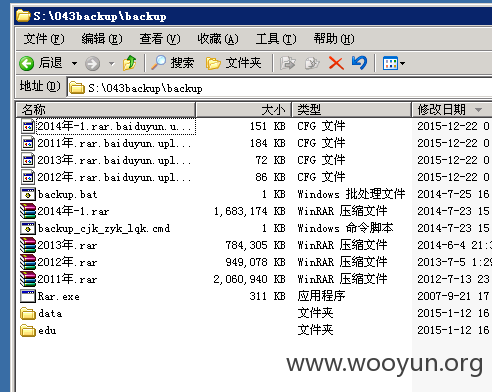 S:\043backup\backup
文件(F) 编辑(E) 查看(V) 收藏(A) 工具(T) 帮助(H)
后退 搜索 文件夹
地址(D) S:\043backup\backup
名称 大小 类型 修改日期
2014年-1.rar.baiduyun.u... 151 KB CFG 文件 2015-12-22 0
2011年.rar.baiduyun.upl... 184 KB CFG 文件 2015-12-22 0
2013年.rar.baiduyun.upl... 72 KB CFG 文件 2015-12-22 0
2012年.rar.baiduyun.upl... 86 KB CFG 文件 2015-12-22 0
backup.bat 1 KB Windows 批处理文件 2014-7-25 16
2014年-1.rar 1,683,174 KB WinRAR 压缩文件 2014-7-23 15
backup_cjk_zyk_lqk.cmd 1 KB Windows 命令脚本 2014-7-23 15
2013年.rar 784,305 KB WinRAR 压缩文件 2014-6-4 21:3
2012年.rar 949,078 KB WinRAR 压缩文件 2013-7-5 1:29
2011年.rar 2,060,940 KB WinRAR 压缩文件 2012-7-13 23
Rar.exe 311 KB 应用程序 2007-9-21 17
data 文件夹 2015-1-12 16
edu 文件夹 2015-1-12 16
www.wooyun.org